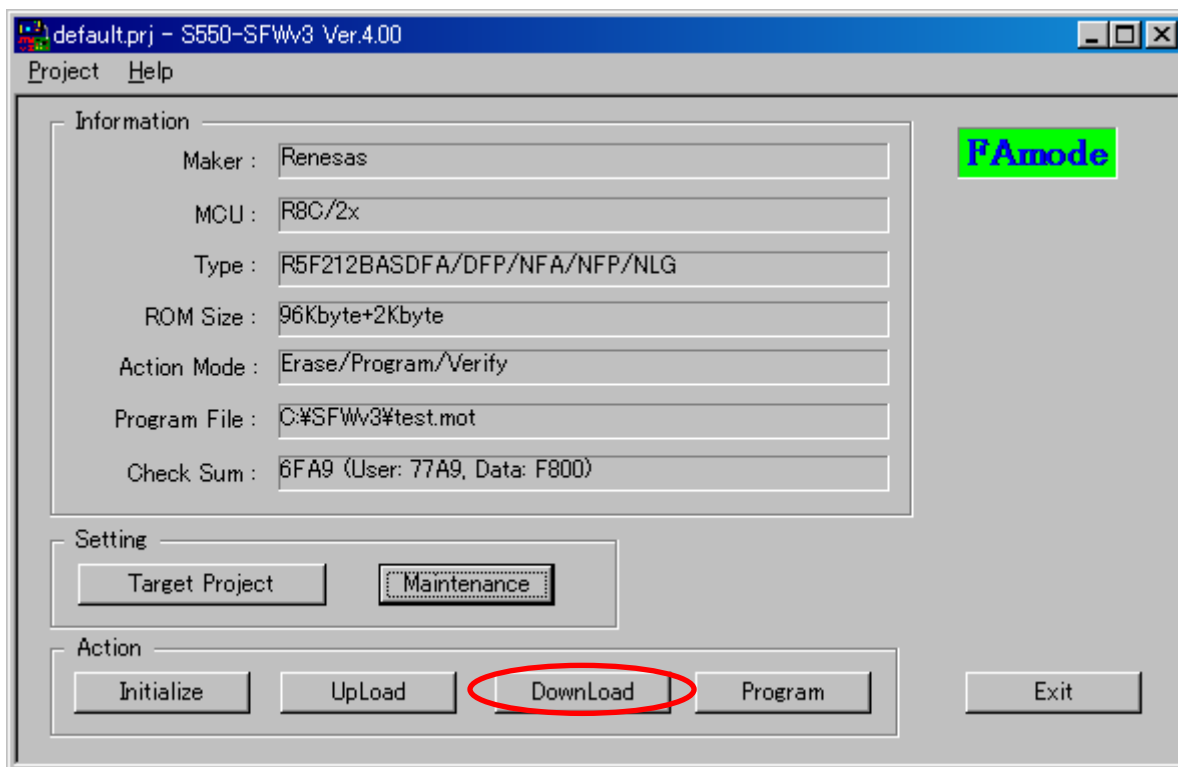 default.prj - S550-SFWv3 Ver.4.00
Project Help
Information
FAmode
Maker : Renesas
MCU : R8C/2x
Type : R5F212BASDFA/DFP/NFA/NFP/NLG
ROM Size : 96Kbyte+2Kbyte
Action Mode : Erase/Program/Verify
Program File : C:¥SFWv3¥test.mot
Check Sum : 6FA9 (User: 77A9, Data: F800)
Setting
Target Project Maintenance
Action
Initialize UpLoad DownLoad Program Exit